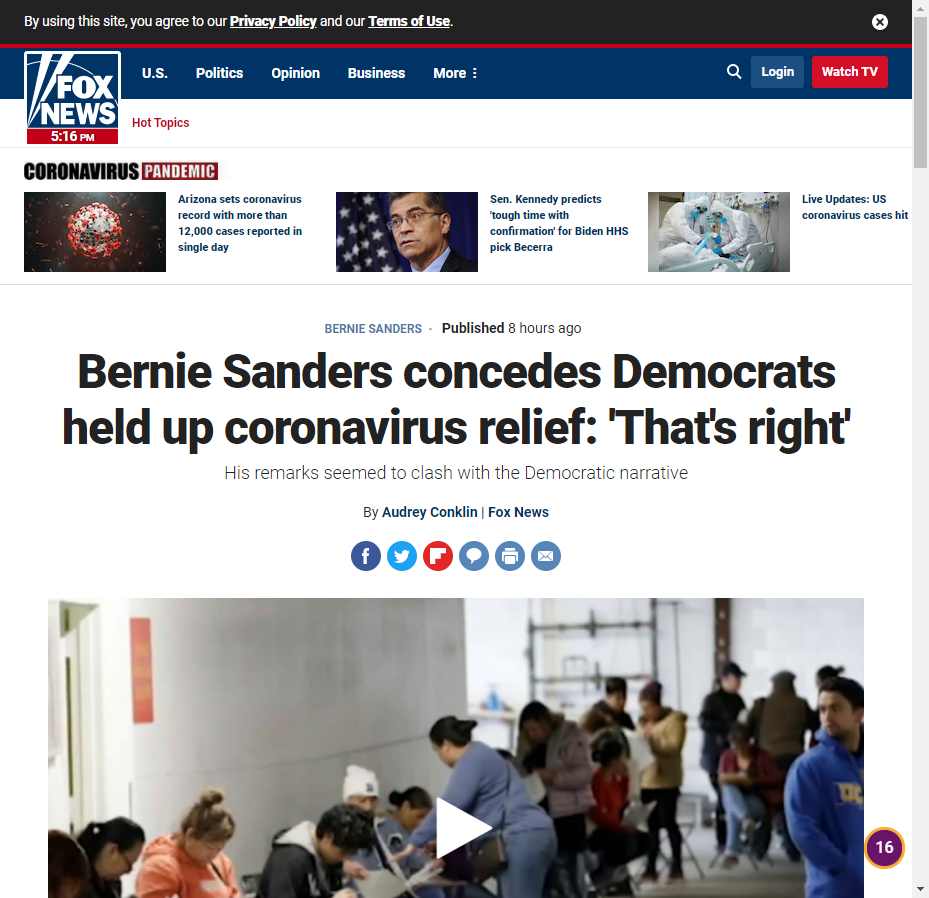 By using this site, you agree to our Privacy Policy and our Terms of Use.
U.S. Politics Opinion Business More Login Watch TV
FOX
NEWS
5:16 PM
Hot Topics
CORONAVIRUS PANDEMIC
Arizona sets coronavirus
record with more than
12,000 cases reported in
single day
Sen. Kennedy predicts
'tough time with
confirmation' for Biden HHS
pick Becerra
Live Updates: US
coronavirus cases hit
BERNIE SANDERS - Published 8 hours ago
Bernie Sanders concedes Democrats
held up coronavirus relief: 'That's right'
His remarks seemed to clash with the Democratic narrative
By Audrey Conklin | Fox News
16